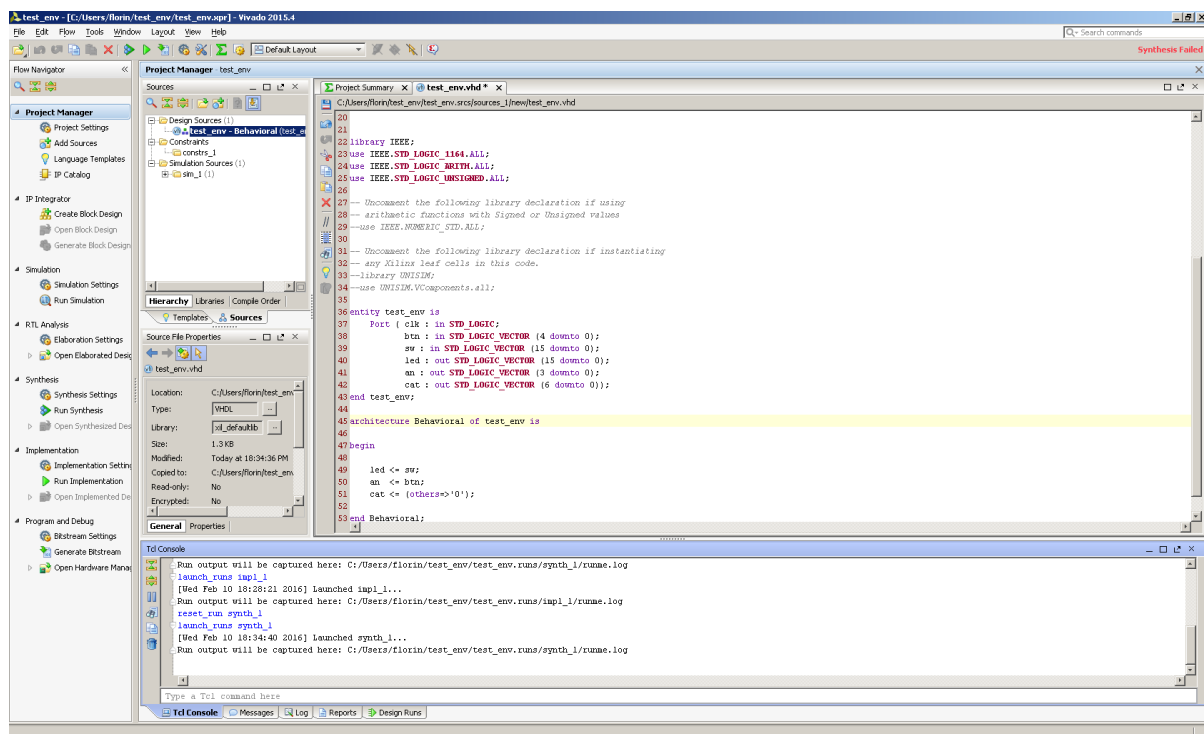 test_env - [C:/Users/florin/test_env/test_env.xpr] - Vivado 2015.4
File Edit Flow Tools Window Layout View Help
Search commands
Default Layout
Synthesis Failed
Flow Navigator
Project Manager
Project Settings
Add Sources
Language Templates
IP Catalog
IP Integrator
Create Block Design
Open Block Design
Generate Block Design
Simulation
Simulation Settings
Run Simulation
RTL Analysis
Elaboration Settings
Open Elaborated Desig
Synthesis
Synthesis Settings
Run Synthesis
Open Synthesized Des
Implementation
Implementation Setting
Run Implementation
Open Implemented De
Program and Debug
Bitstream Settings
Generate Bitstream
Open Hardware Manag
Project Manager - test_env
Sources
Design Sources (1)
test_env - Behavioral (test_e
Constraints
constrs_1
Simulation Sources (1)
sim_1 (1)
Hierarchy Libraries Compile Order
Templates Sources
Source File Properties
test_env.vhd
Location: C:/Users/florin/test_env
Type: VHDL
Library: xil_defaultlib
Size: 1.3 KB
Modified: Today at 18:34:36 PM
Copied to: C:/Users/florin/test_env
Read-only: No
Encrypted: No
General Properties
Project Summary test_env.vhd *
C:/Users/florin/test_env/test_env.srcs/sources_1/new/test_env.vhd
20
21
22 library IEEE;
23 use IEEE.STD_LOGIC_1164.ALL;
24 use IEEE.STD_LOGIC_ARITH.ALL;
25 use IEEE.STD_LOGIC_UNSIGNED.ALL;
26
27 -- Uncomment the following library declaration if using
28 -- arithmetic functions with Signed or Unsigned values
29 --use IEEE.NUMERIC_STD.ALL;
30
31 -- Uncomment the following library declaration if instantiating
32 -- any Xilinx leaf cells in this code.
33 --library UNISIM;
34 --use UNISIM.VComponents.all;
35
36 entity test_env is
37 Port ( clk : in STD_LOGIC;
38 btn : in STD_LOGIC_VECTOR (4 downto 0);
39 sw : in STD_LOGIC_VECTOR (15 downto 0);
40 led : out STD_LOGIC_VECTOR (15 downto 0);
41 an : out STD_LOGIC_VECTOR (3 downto 0);
42 cat : out STD_LOGIC_VECTOR (6 downto 0));
43 end test_env;
44
45 architecture Behavioral of test_env is
46
47 begin
48
49 led <= sw;
50 an <= btn;
51 cat <= (others=>'0');
52
53 end Behavioral;
Tcl Console
Run output will be captured here: C:/Users/florin/test_env/test_env.runs/synth_1/runme.log
launch_runs impl_1
[Wed Feb 10 18:28:21 2016] Launched impl_1...
Run output will be captured here: C:/Users/florin/test_env/test_env.runs/impl_1/runme.log
reset_run synth_1
launch_runs synth_1
[Wed Feb 10 18:34:40 2016] Launched synth_1...
Run output will be captured here: C:/Users/florin/test_env/test_env.runs/synth_1/runme.log
Type a Tcl command here
Tcl Console Messages Log Reports Design Runs